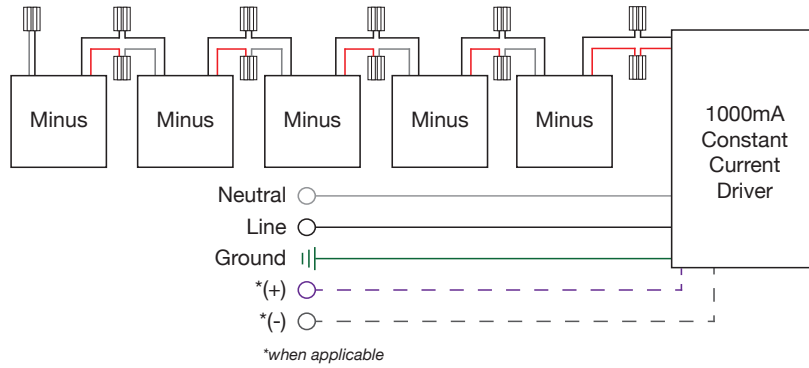 Minus Minus Minus Minus Minus
1000mA
Constant
Current
Driver
Neutral
Line
Ground
*(+)
*(-)
*when applicable